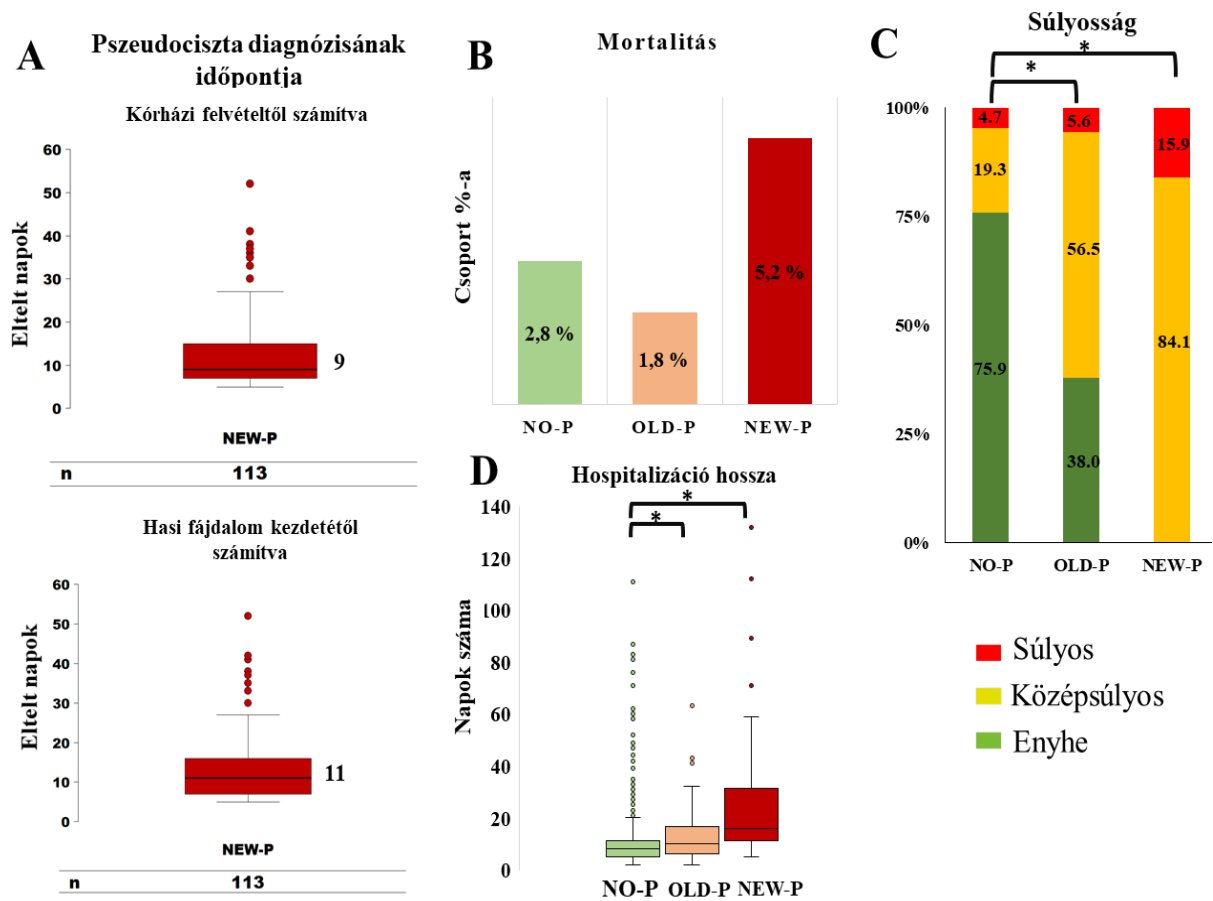 A
Pszeudociszta diagnózisának
időpontja
Kórházi felvételtől számítva
Eltelt napok
60
50
40
30
20
10
0
9
NEW-P
n 113
Hasi fájdalom kezdetétől
számítva
Eltelt napok
60
50
40
30
20
10
0
11
NEW-P
n 113
B
Mortalitás
Csoport %-a
2,8 %
1,8 %
5,2 %
NO-P OLD-P NEW-P
D
Hospitalizáció hossza
* *
Napok száma
140
120
100
80
60
40
20
0
NO-P OLD-P NEW-P
C
Súlyosság
*
*
100%
75%
50%
25%
0%
4.7 5.6 15.9
19.3 56.5 84.1
75.9 38.0
NO-P OLD-P NEW-P
Súlyos
Középsúlyos
Enyhe